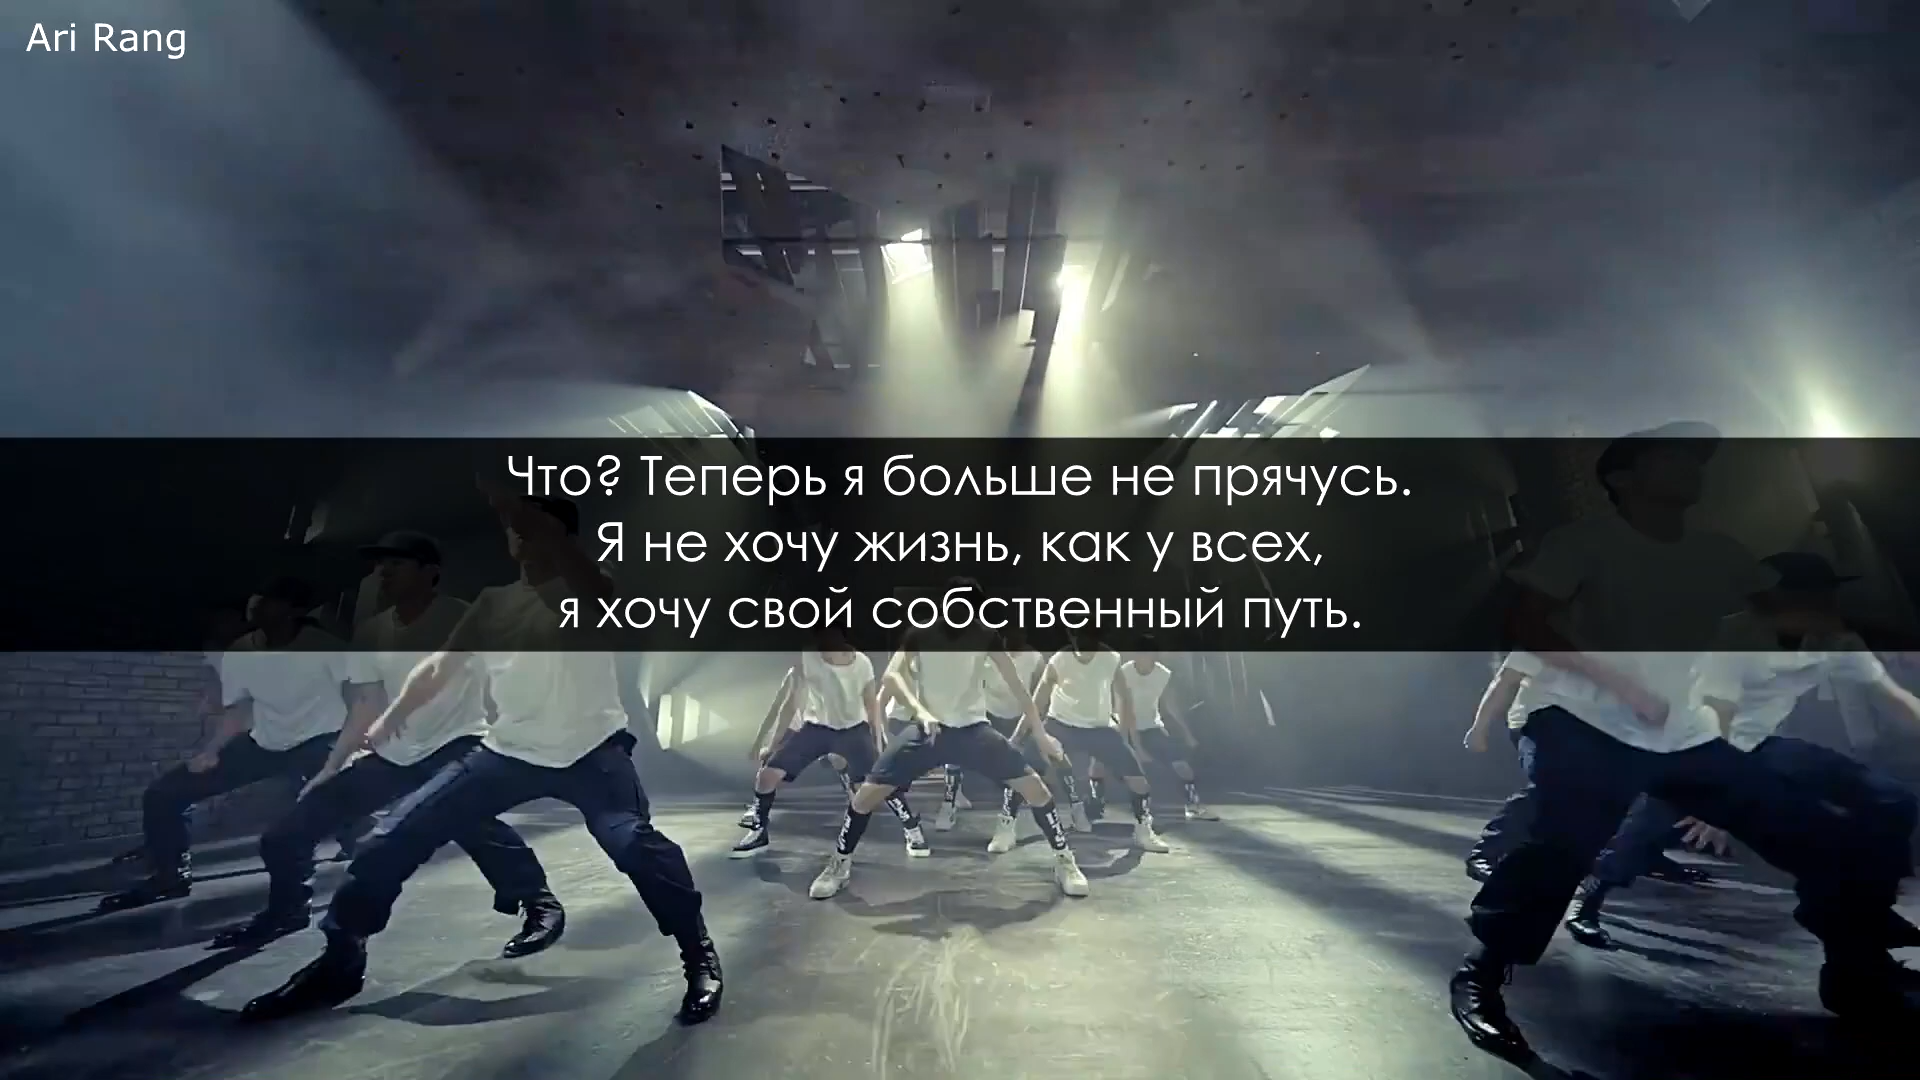 Ari Rang
Что? Теперь я больше не прячусь.
Я не хочу жизнь, как у всех,
я хочу свой собственный путь.